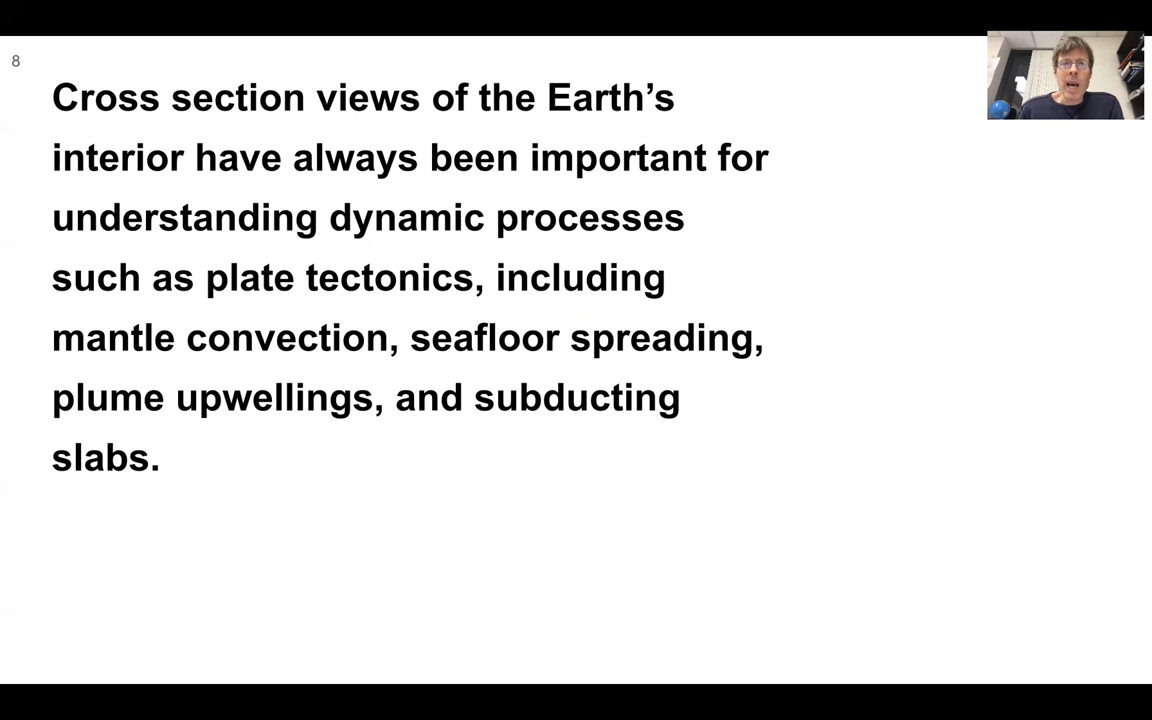 8
Cross section views of the Earth’s
interior have always been important for
understanding dynamic processes
such as plate tectonics, including
mantle convection, seafloor spreading,
plume upwellings, and subducting
slabs.